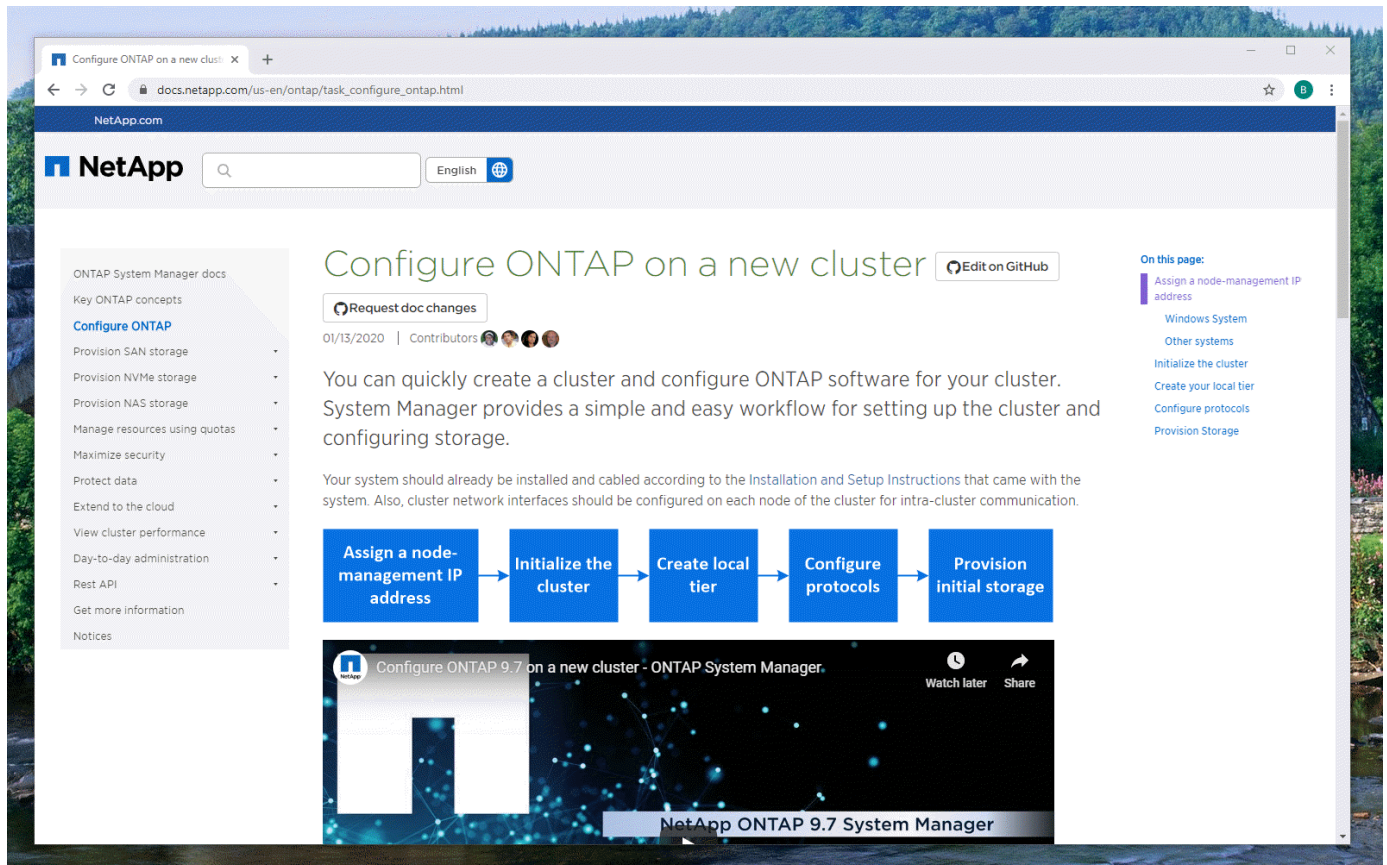 Configure ONTAP on a new clust
docs.netapp.com/us-en/ontap/task_configure_ontap.html
B
NetApp.com
NetApp
English
ONTAP System Manager docs
Key ONTAP concepts
Configure ONTAP
Provision SAN storage
Provision NVMe storage
Provision NAS storage
Manage resources using quotas
Maximize security
Protect data
Extend to the cloud
View cluster performance
Day-to-day administration
Rest API
Get more information
Notices
Configure ONTAP on a new cluster
Edit on GitHub
Request doc changes
01/13/2020 | Contributors
You can quickly create a cluster and configure ONTAP software for your cluster.
System Manager provides a simple and easy workflow for setting up the cluster and
configuring storage.
Your system should already be installed and cabled according to the Installation and Setup Instructions that came with the
system. Also, cluster network interfaces should be configured on each node of the cluster for intra-cluster communication.
Assign a node-
management IP
address
Initialize the
cluster
Create local
tier
Configure
protocols
Provision
initial storage
NetApp
Configure ONTAP 9.7 on a new cluster - ONTAP System Manager
Watch later
Share
NetApp ONTAP 9.7 System Manager
On this page:
Assign a node-management IP
address
Windows System
Other systems
Initialize the cluster
Create your local tier
Configure protocols
Provision Storage